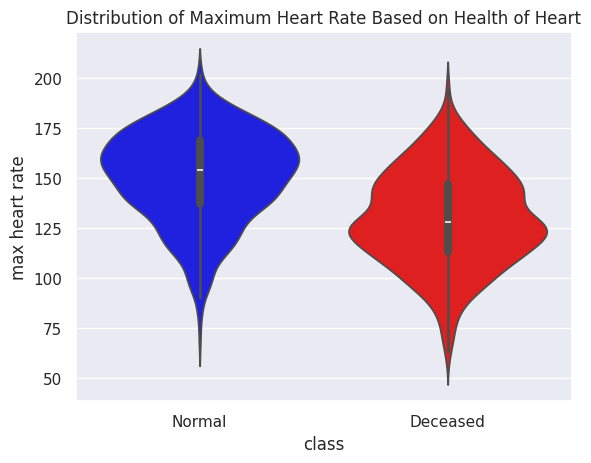 Distribution of Maximum Heart Rate Based on Health of Heart
200
175
150
125
100
75
50
max heart rate
Normal
Deceased
class